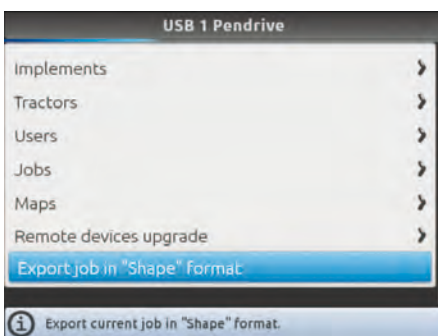 USB 1 Pendrive
Implements
Tractors
Users
Jobs
Maps
Remote devices upgrade
Export job in "Shape" format
Export current job in "Shape" format.